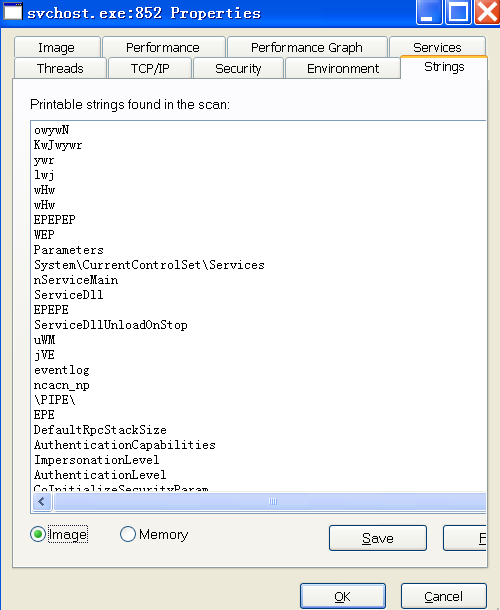 svchost.exe:852 Properties
Image Performance Performance Graph Services
Threads TCP/IP Security Environment Strings
Printable strings found in the scan:
owywN
KwJwywr
ywr
lwj
wHw
wHw
EPEPEP
WEP
Parameters
System\CurrentControlSet\Services
nServiceMain
ServiceDll
EPEPE
ServiceDllUnloadOnStop
uWM
jVE
eventlog
ncacn_np
\PIPE\
EPE
DefaultRpcStackSize
AuthenticationCapabilities
ImpersonationLevel
AuthenticationLevel
CoInitializeSecurityParam
Image Memory Save F
OK Cancel